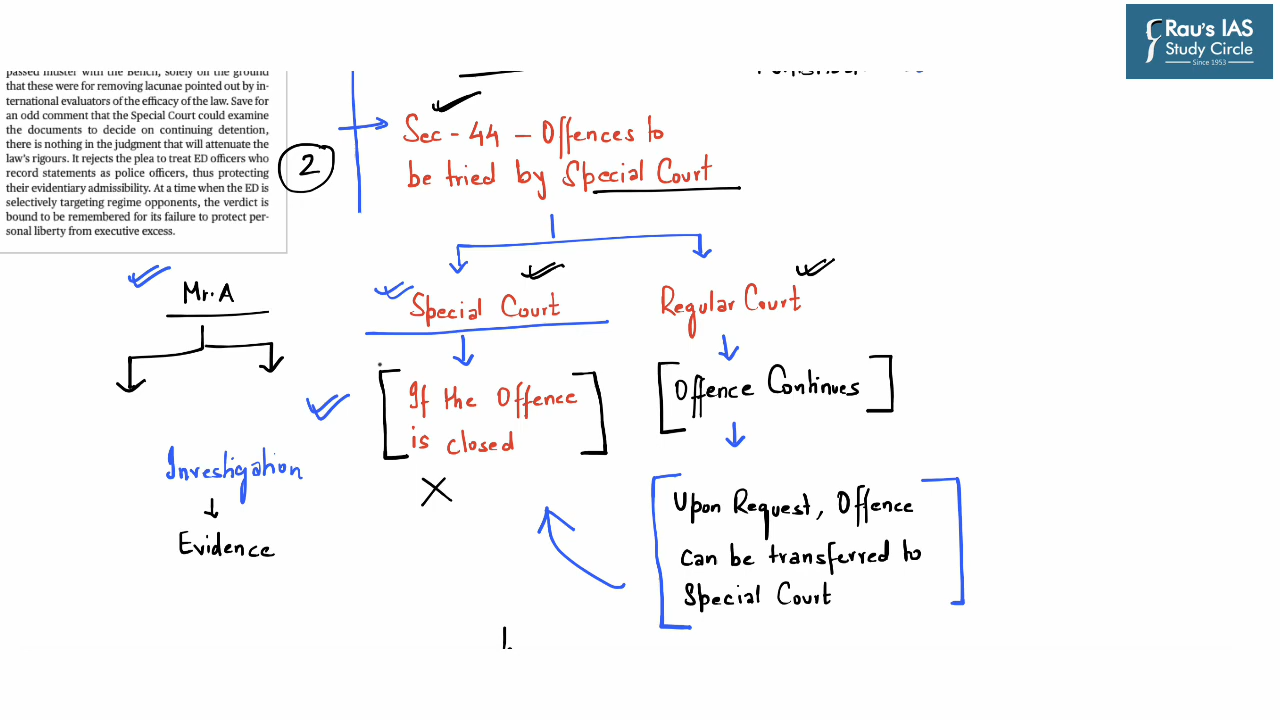 Rau's IAS
Study Circle
Since 1953
passed muster with the Bench, solely on the ground
that these were for removing lacunae pointed out by in-
ternational evaluators of the efficacy of the law. Save for
an odd comment that the Special Court could examine
the documents to decide on continuing detention,
there is nothing in the judgment that will attenuate the
law's rigours. It rejects the plea to treat ED officers who
record statements as police officers, thus protecting
their evidentiary admissibility. At a time when the ED is
selectively targeting regime opponents, the verdict is
bound to be remembered for its failure to protect per-
sonal liberty from executive excess.
2
Sec - 44 - Offences to
be tried by Special Court
Mr. A
Special Court
Regular Court
If the Offence
is closed
Offence Continues
Investigation
Evidence
Upon Request, Offence
can be transferred to
Special Court